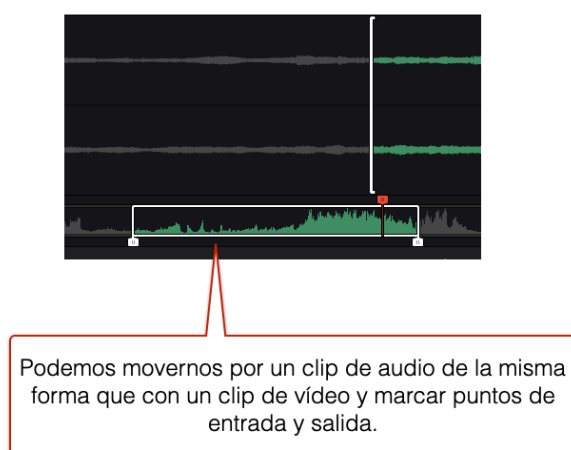 Podemos movernos por un clip de audio de la misma
forma que con un clip de vídeo y marcar puntos de
entrada y salida.